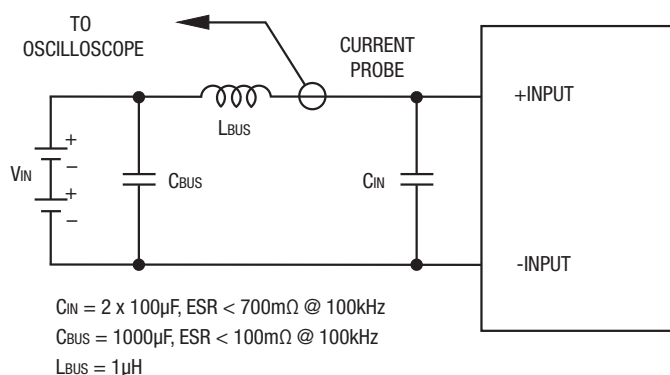 TO
OSCILLOSCOPE
CURRENT
PROBE
+INPUT
LBUS
+
VIN
–
+
–
CBUS
CIN
-INPUT
CIN = 2 x 100µF, ESR < 700mΩ @ 100kHz
CBUS = 1000µF, ESR < 100mΩ @ 100kHz
LBUS = 1µH